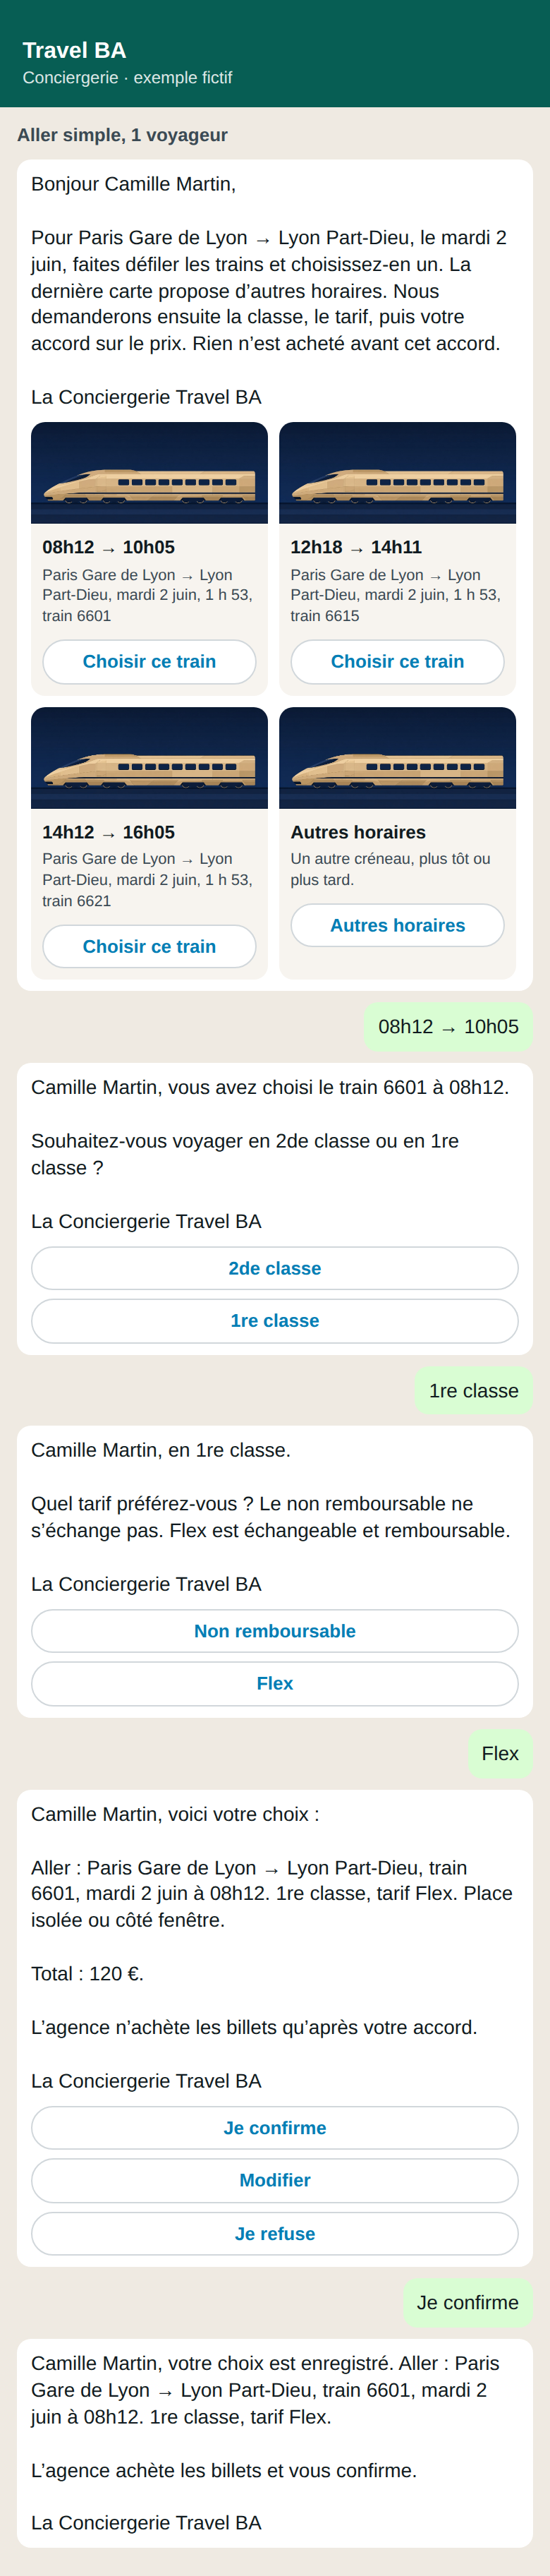 Travel BA
Conciergerie · exemple fictif
Aller simple, 1 voyageur
Bonjour Camille Martin,
Pour Paris Gare de Lyon → Lyon Part-Dieu, le mardi 2
juin, faites défiler les trains et choisissez-en un. La
dernière carte propose d’autres horaires. Nous
demanderons ensuite la classe, le tarif, puis votre
accord sur le prix. Rien n’est acheté avant cet accord.
La Conciergerie Travel BA
08h12 → 10h05
Paris Gare de Lyon → Lyon
Part-Dieu, mardi 2 juin, 1 h 53,
train 6601
Choisir ce train
12h18 → 14h11
Paris Gare de Lyon → Lyon
Part-Dieu, mardi 2 juin, 1 h 53,
train 6615
Choisir ce train
14h12 → 16h05
Paris Gare de Lyon → Lyon
Part-Dieu, mardi 2 juin, 1 h 53,
train 6621
Choisir ce train
Autres horaires
Un autre créneau, plus tôt ou
plus tard.
Autres horaires
08h12 → 10h05
Camille Martin, vous avez choisi le train 6601 à 08h12.
Souhaitez-vous voyager en 2de classe ou en 1re
classe ?
La Conciergerie Travel BA
2de classe
1re classe
1re classe
Camille Martin, en 1re classe.
Quel tarif préférez-vous ? Le non remboursable ne
s’échange pas. Flex est échangeable et remboursable.
La Conciergerie Travel BA
Non remboursable
Flex
Flex
Camille Martin, voici votre choix :
Aller : Paris Gare de Lyon → Lyon Part-Dieu, train
6601, mardi 2 juin à 08h12. 1re classe, tarif Flex. Place
isolée ou côté fenêtre.
Total : 120 €.
L’agence n’achète les billets qu’après votre accord.
La Conciergerie Travel BA
Je confirme
Modifier
Je refuse
Je confirme
Camille Martin, votre choix est enregistré. Aller : Paris
Gare de Lyon → Lyon Part-Dieu, train 6601, mardi 2
juin à 08h12. 1re classe, tarif Flex.
L’agence achète les billets et vous confirme.
La Conciergerie Travel BA